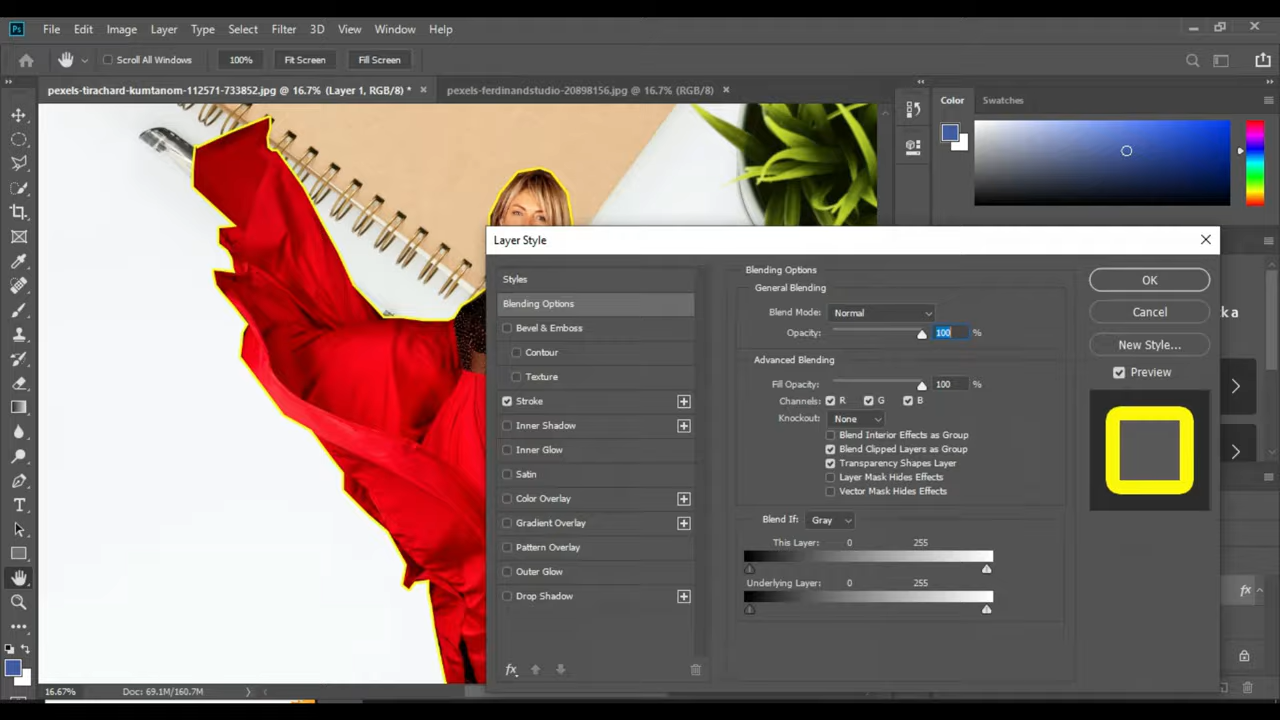 Ps File Edit Image Layer Type Select Filter 3D View Window Help
Scroll All Windows 100% Fit Screen Fill Screen
pexels-tirachard-kumtanom-112571-733852.jpg @ 16.7% (Layer 1, RGB/8) * × pexels-ferdinandstudio-20898156.jpg @ 16.7% (RGB/8) ×
Color Swatches
Layer Style
Styles
Blending Options
Bevel & Emboss
Contour
Texture
Stroke
Inner Shadow
Inner Glow
Satin
Color Overlay
Gradient Overlay
Pattern Overlay
Outer Glow
Drop Shadow
fx
Blending Options
General Blending
Blend Mode: Normal
Opacity: 100 %
Advanced Blending
Fill Opacity: 100 %
Channels: R G B
Knockout: None
Blend Interior Effects as Group
Blend Clipped Layers as Group
Transparency Shapes Layer
Layer Mask Hides Effects
Vector Mask Hides Effects
Blend If: Gray
This Layer: 0 255
Underlying Layer: 0 255
OK
Cancel
New Style...
Preview
k a
fx
16.67% Doc: 69.1M/160.7M